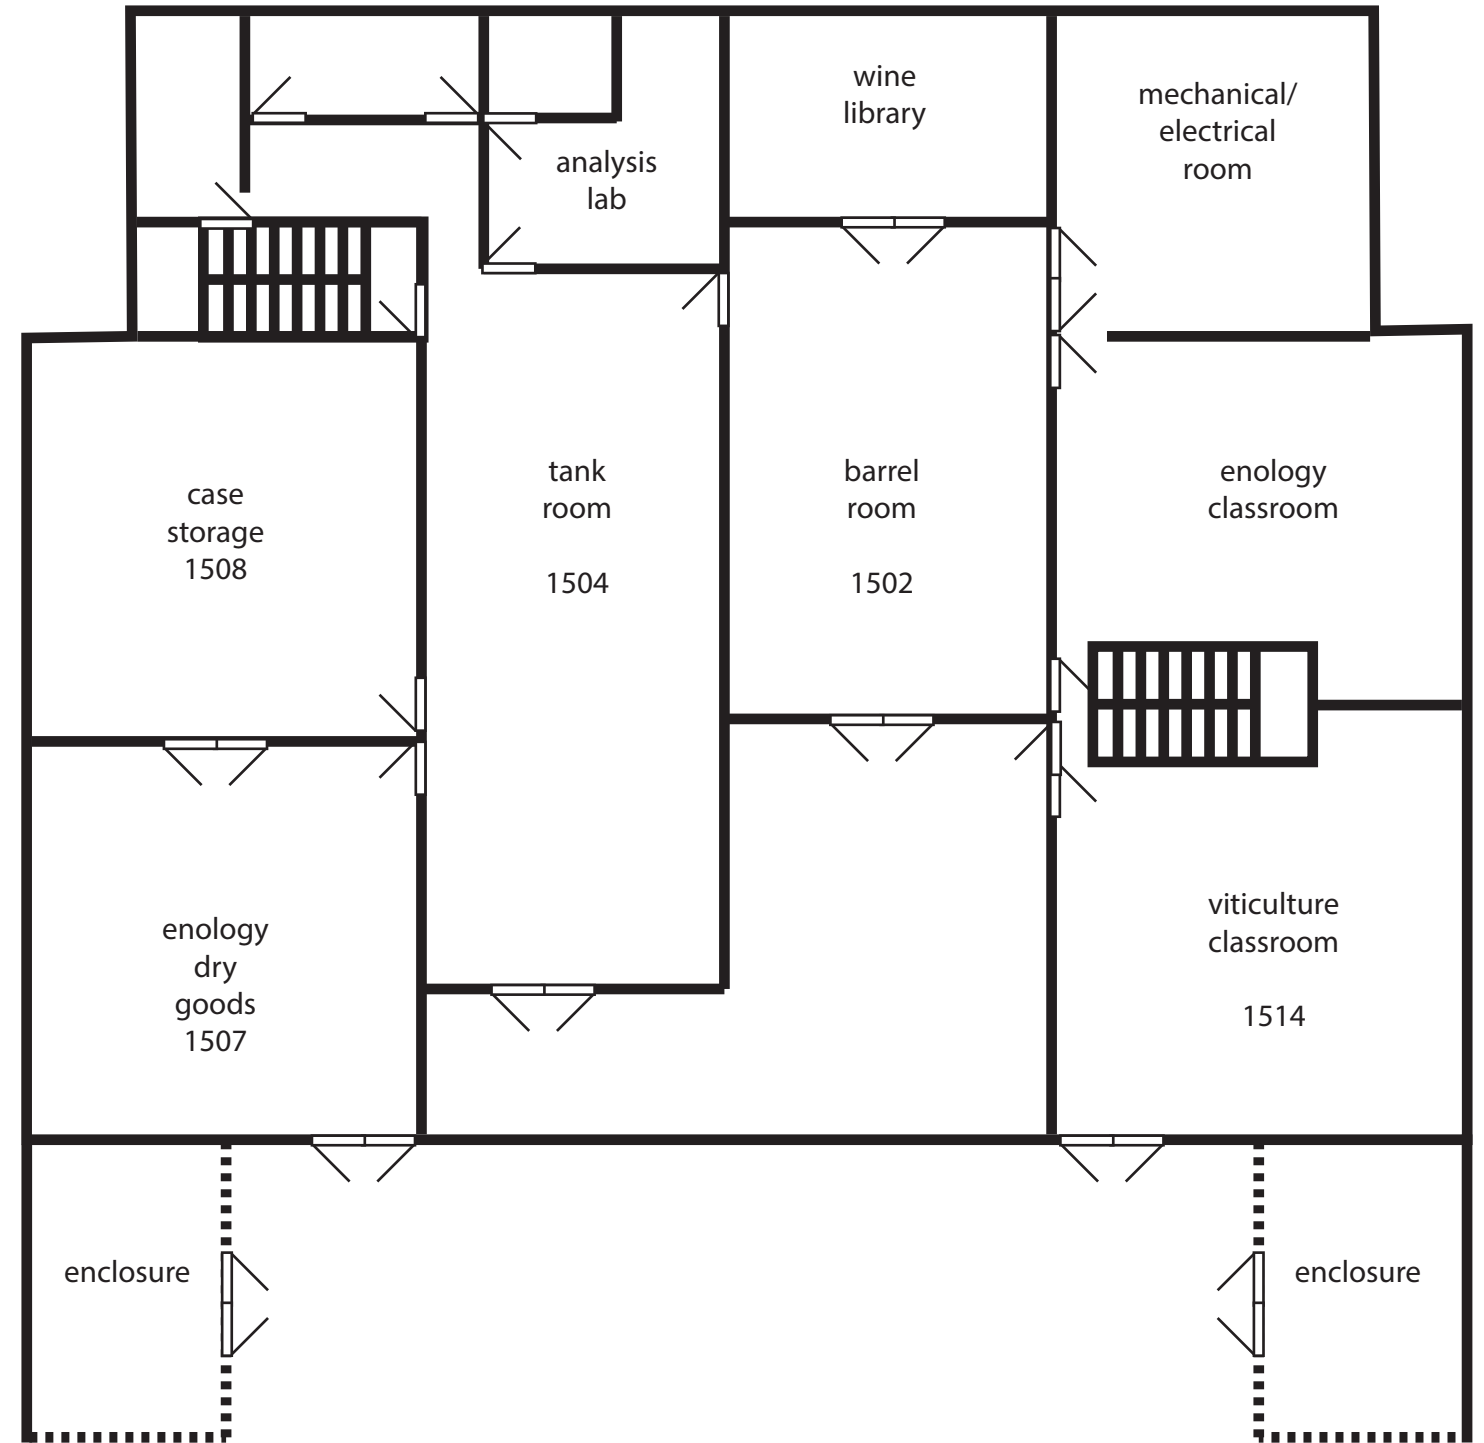 wine
library
mechanical/
electrical
room
analysis
lab
case
storage
1508
tank
room
1504
barrel
room
1502
enology
classroom
enology
dry
goods
1507
viticulture
classroom
1514
enclosure
enclosure